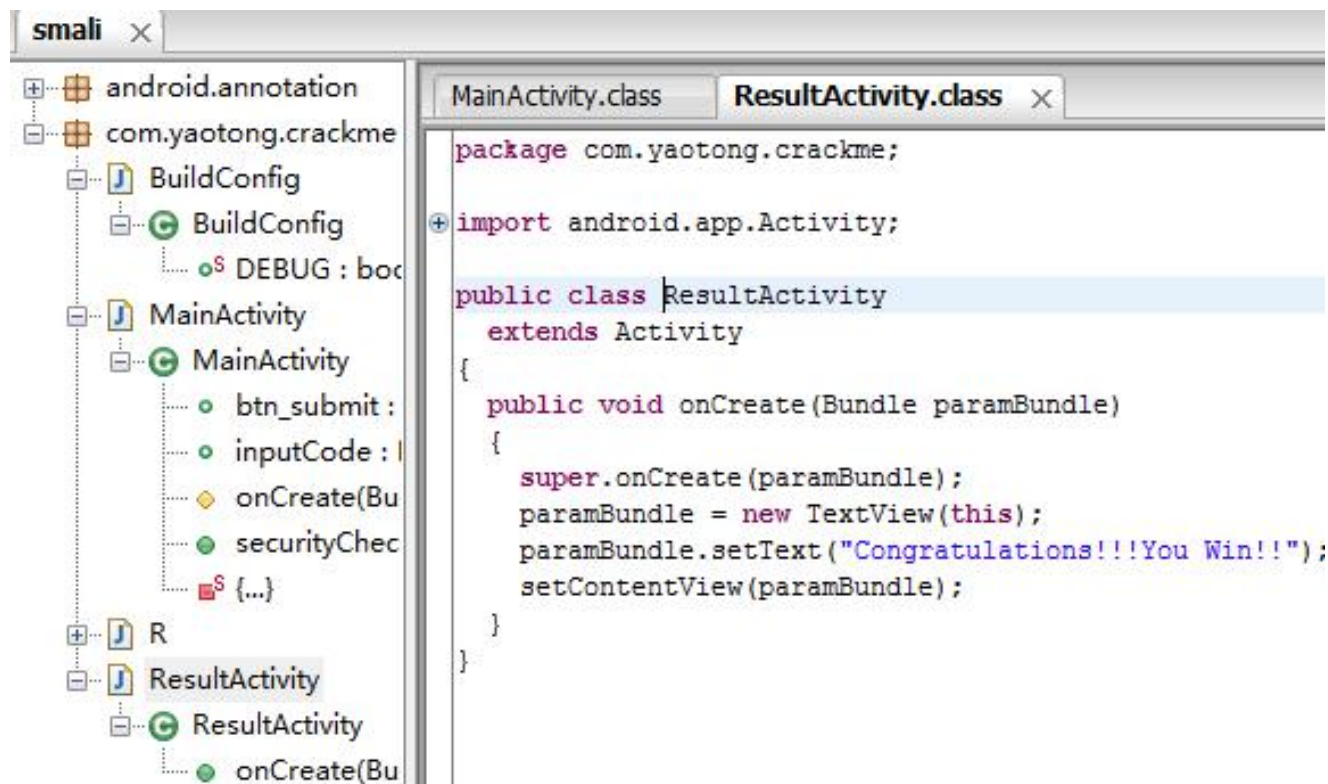 smali
android.annotation
com.yaotong.crackme
BuildConfig
BuildConfig
DEBUG : boo
MainActivity
MainActivity
btn_submit :
inputCode :
onCreate(Bu
securityChec
{...}
R
ResultActivity
ResultActivity
onCreate(Bu
MainActivity.class ResultActivity.class
package com.yaotong.crackme;
import android.app.Activity;
public class ResultActivity
extends Activity
{
public void onCreate(Bundle paramBundle)
{
super.onCreate(paramBundle);
paramBundle = new TextView(this);
paramBundle.setText("Congratulations!!!You Win!!");
setContentView(paramBundle);
}
}